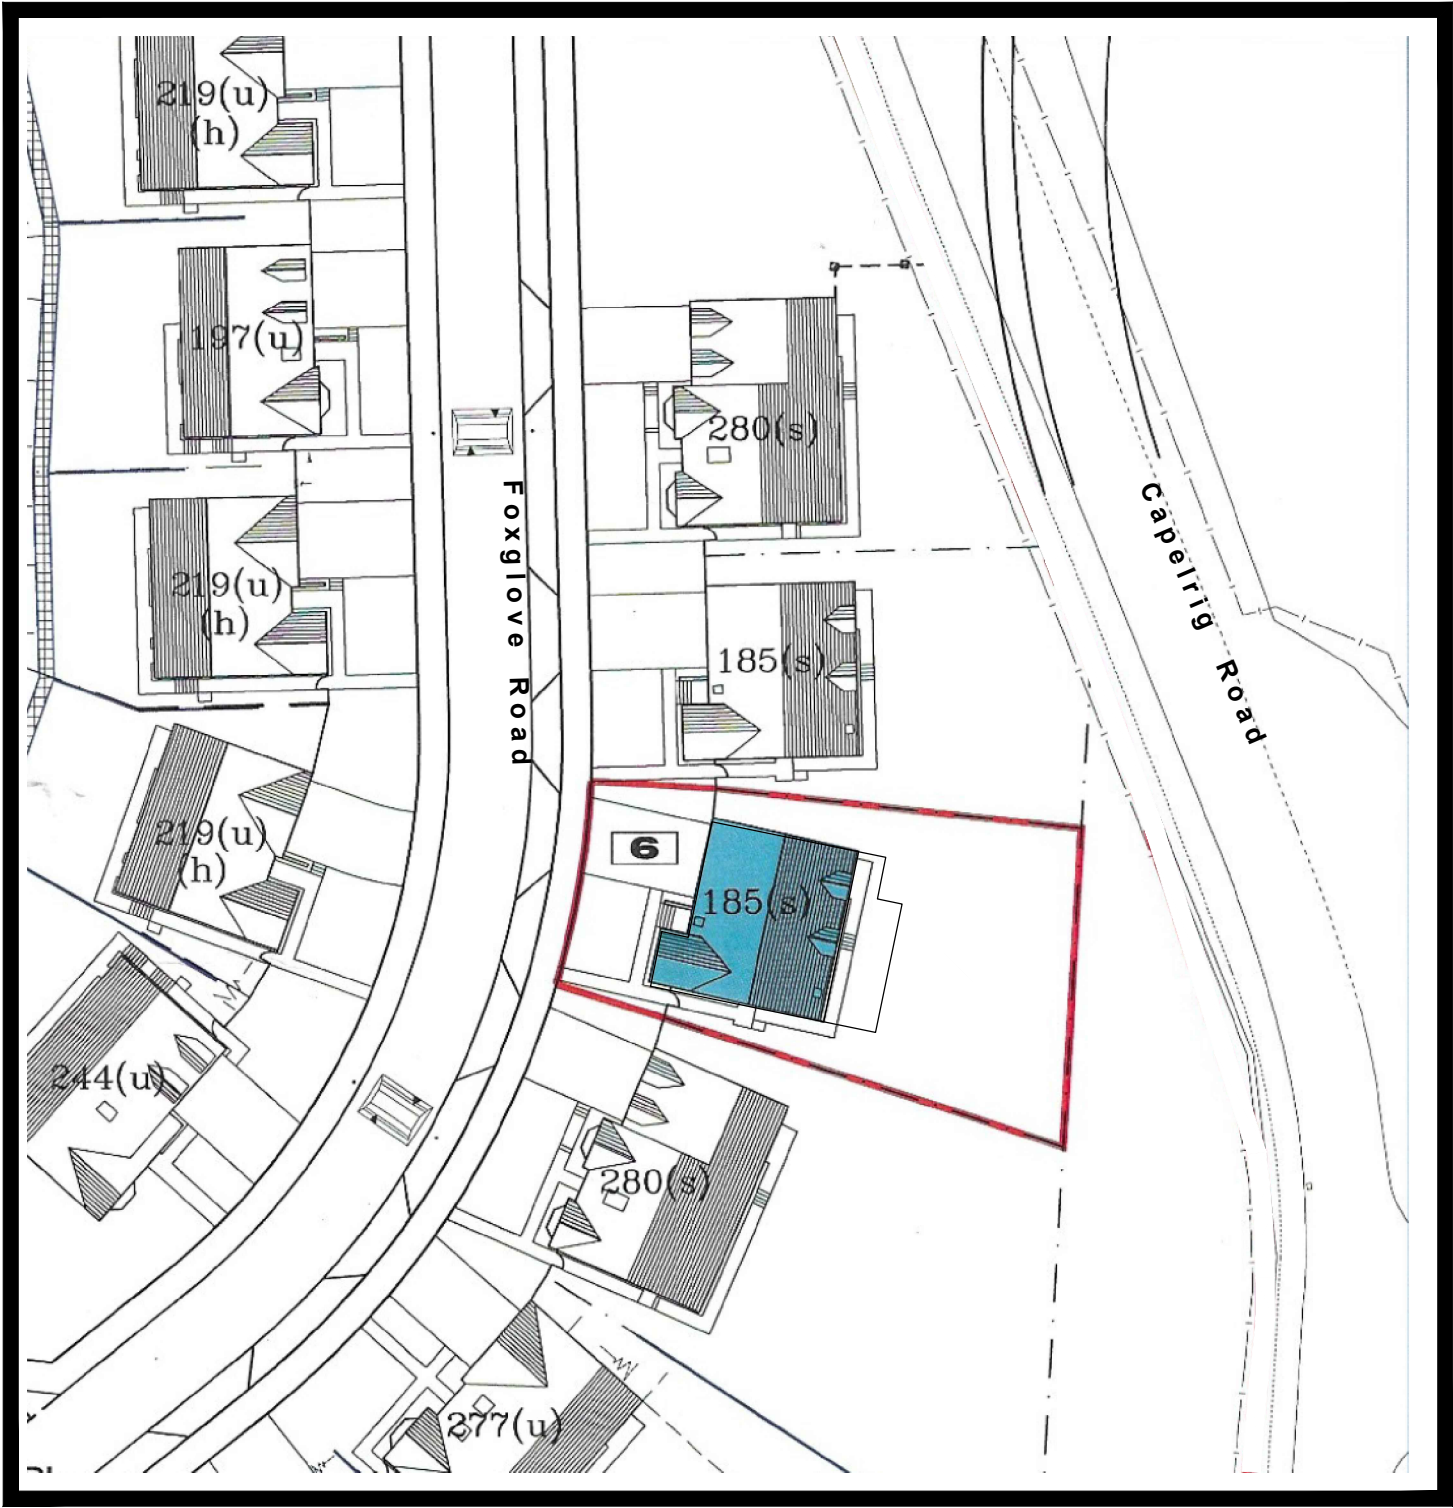 219(u)
(h)
197(u)
280(s)
219(u)
(h)
Foxglove Road
Capelrig Road
185(s)
219(u)
(h)
6
185(s)
244(u)
280(s)
277(u)